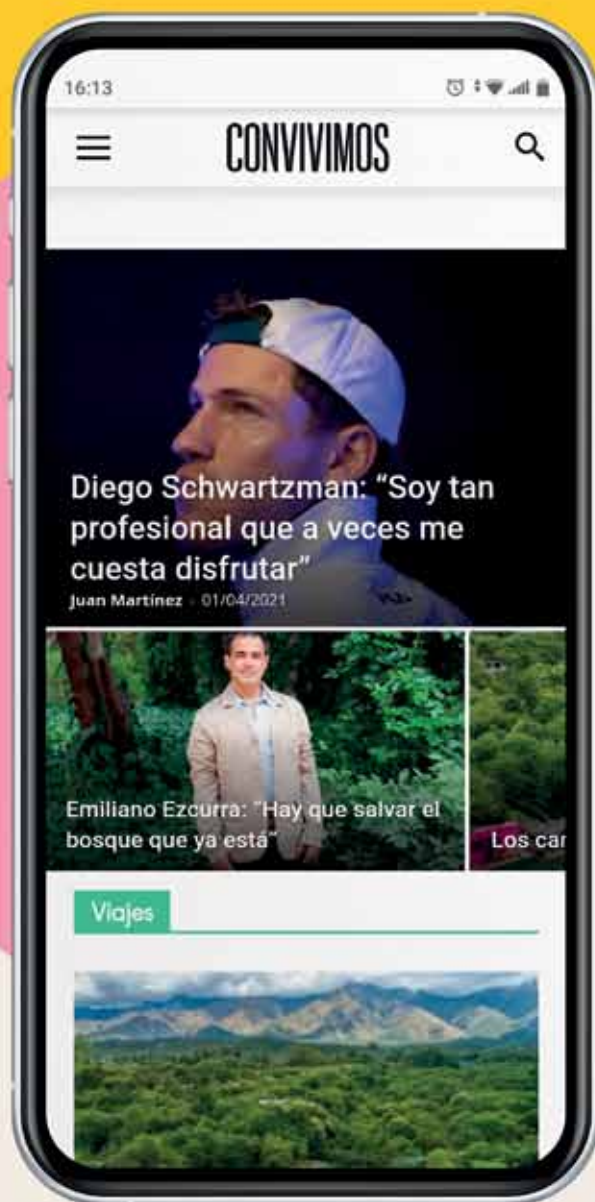 16:13
CONVIVIMOS
Diego Schwartzman: “Soy tan
profesional que a veces me
cuesta disfrutar”
Juan Martínez - 01/04/2021
Emiliano Ezcurra: “Hay que salvar el
bosque que ya está”
Los car
Viajes